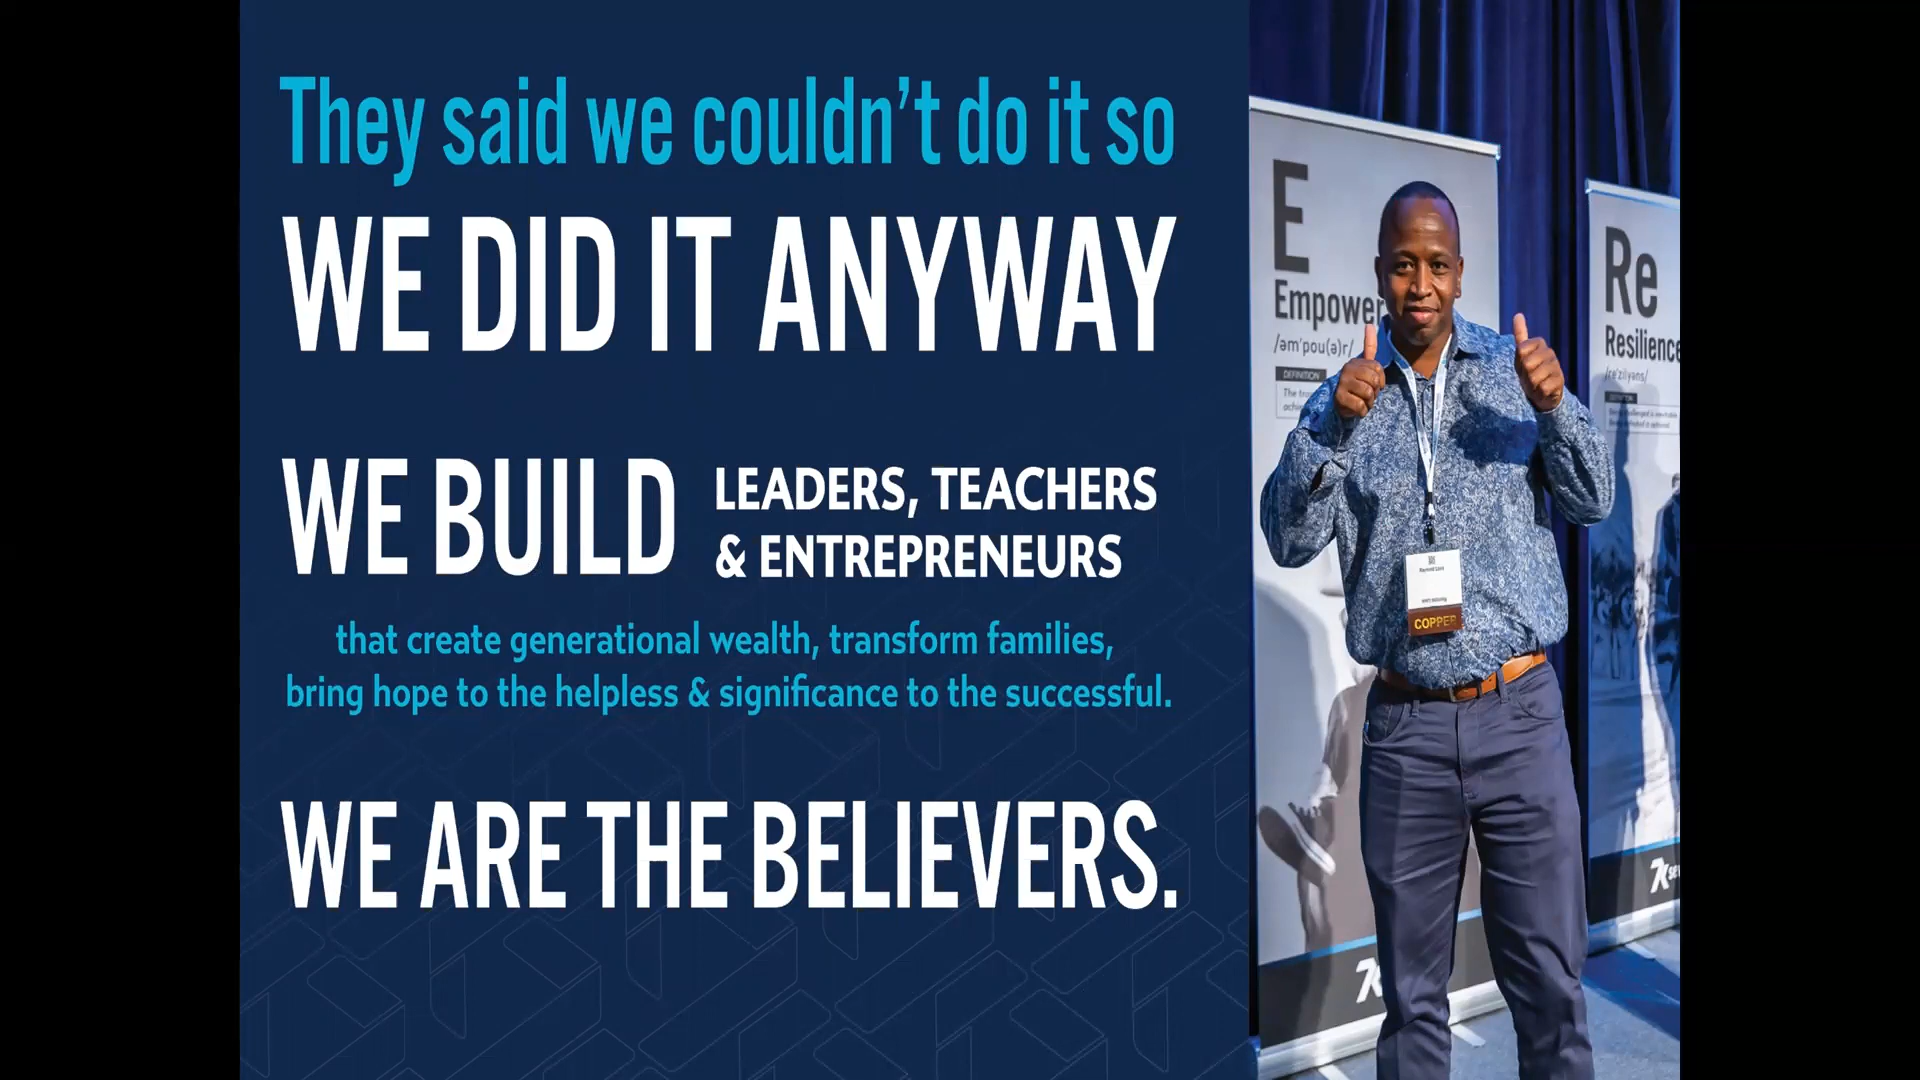 They said we couldn't do it so
WE DID IT ANYWAY
WE BUILD
LEADERS, TEACHERS
& ENTREPRENEURS
that create generational wealth, transform families,
bring hope to the helpless & significance to the successful.
WE ARE THE BELIEVERS.
E
Empower
/əmˈpou(ə)r/
DEFINITION
Re
Resilience
COPPER